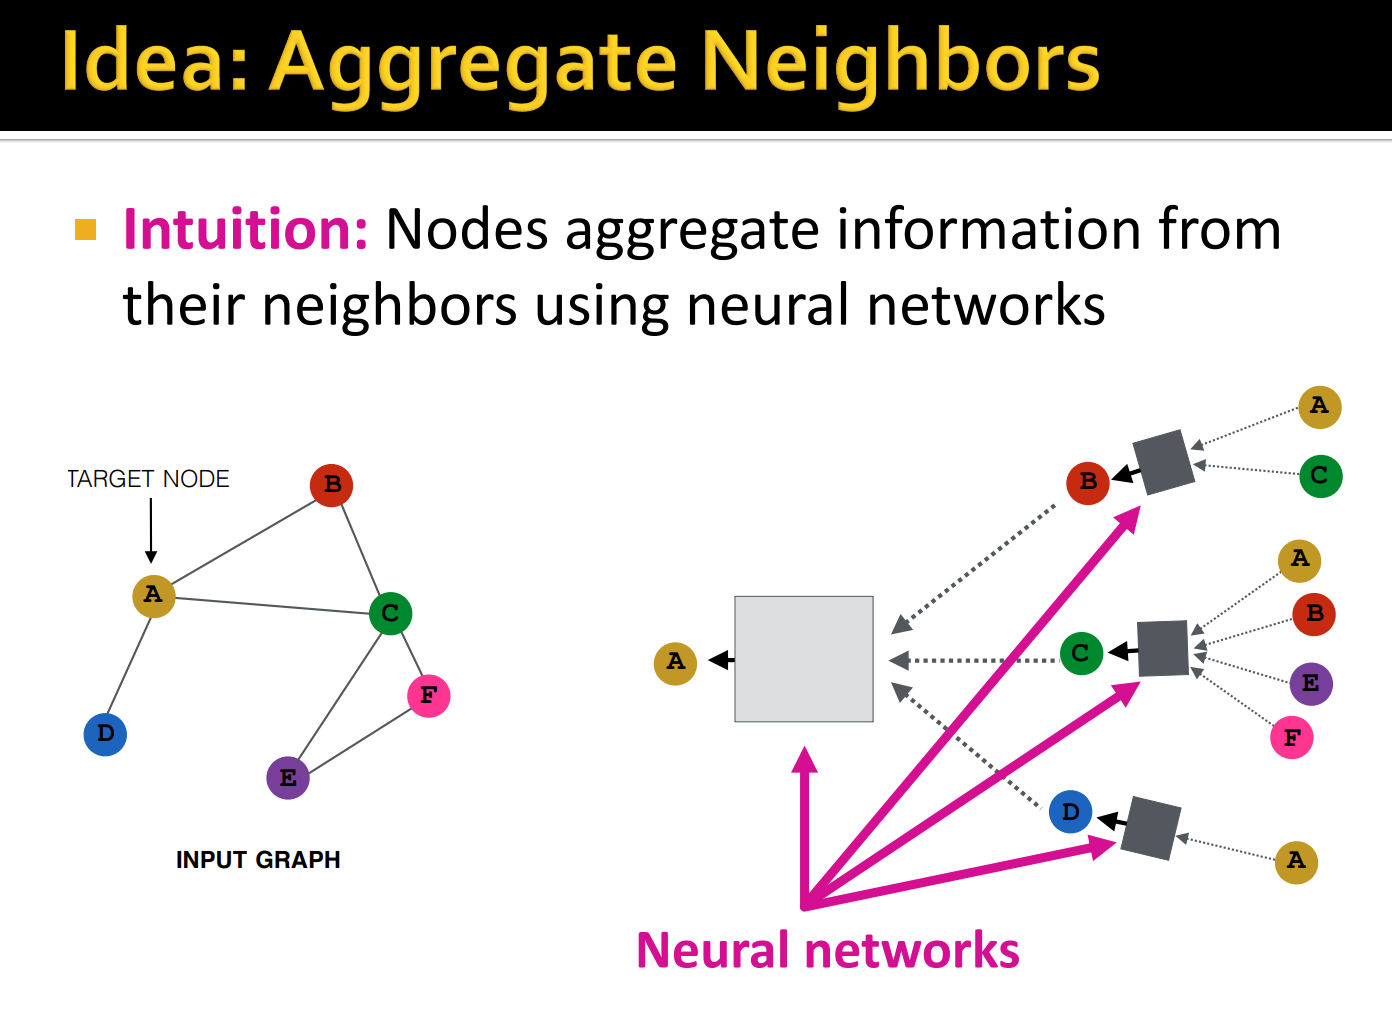 Idea: Aggregate Neighbors
Intuition: Nodes aggregate information from
their neighbors using neural networks
TARGET NODE
B
A
C
F
D
E
INPUT GRAPH
A
B
A
C
C
A
B
E
F
D
A
Neural networks